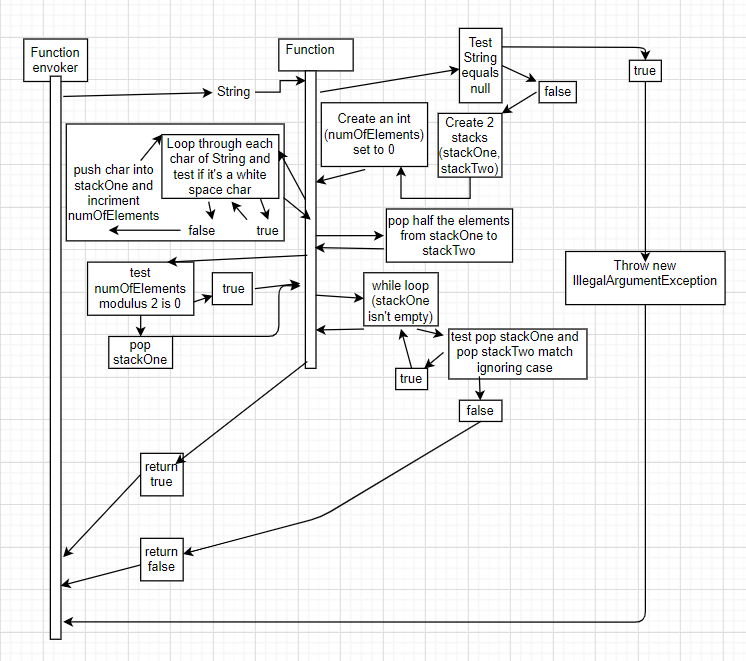 Function
envoker
Function
Test
String
equals
null
true
false
String
Create an int
(numOfElements)
set to 0
Create 2
stacks
(stackOne,
stackTwo)
Loop through each
char of String and
test if it's a white
space char
push char into
stackOne and
incriment
numOfElements
false
true
pop half the elements
from stackOne to
stackTwo
Throw new
IllegalArgumentException
test
numOfElements
modulus 2 is 0
true
pop
stackOne
while loop
(stackOne
isn't empty)
test pop stackOne and
pop stackTwo match
ignoring case
true
false
return
true
return
false